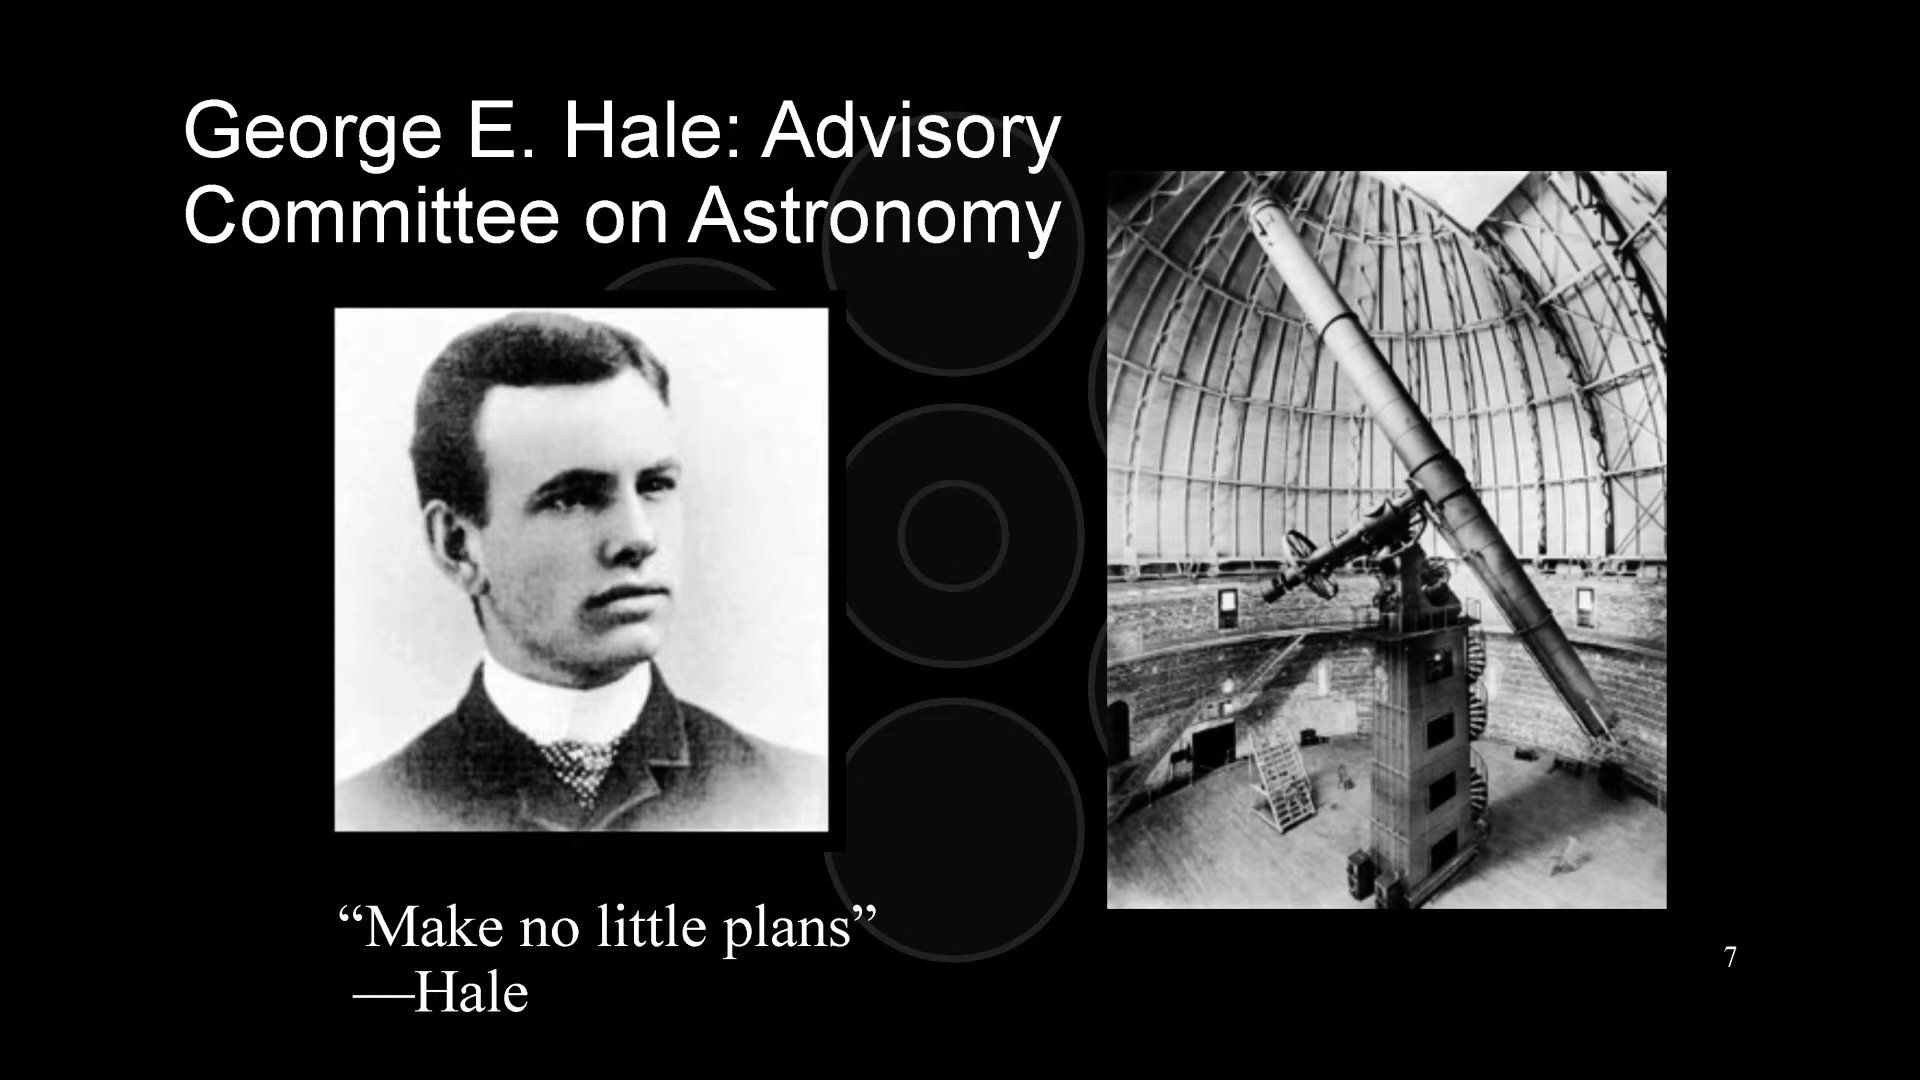 George E. Hale: Advisory
Committee on Astronomy
“Make no little plans”
—Hale
7